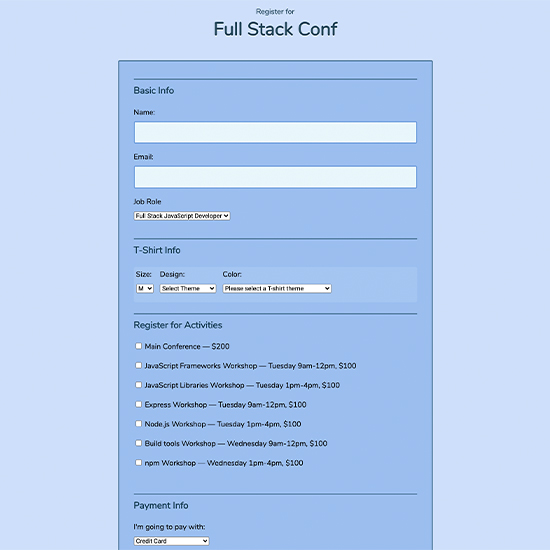 Register for
Full Stack Conf
Basic Info
Name:
Email:
Job Role
Full Stack JavaScript Developer
T-Shirt Info
Size: Design: Color:
M Select Theme Please select a T-shirt theme
Register for Activities
Main Conference — $200
JavaScript Frameworks Workshop — Tuesday 9am-12pm, $100
JavaScript Libraries Workshop — Tuesday 1pm-4pm, $100
Express Workshop — Tuesday 9am-12pm, $100
Node.js Workshop — Tuesday 1pm-4pm, $100
Build tools Workshop — Wednesday 9am-12pm, $100
npm Workshop — Wednesday 1pm-4pm, $100
Payment Info
I'm going to pay with:
Credit Card